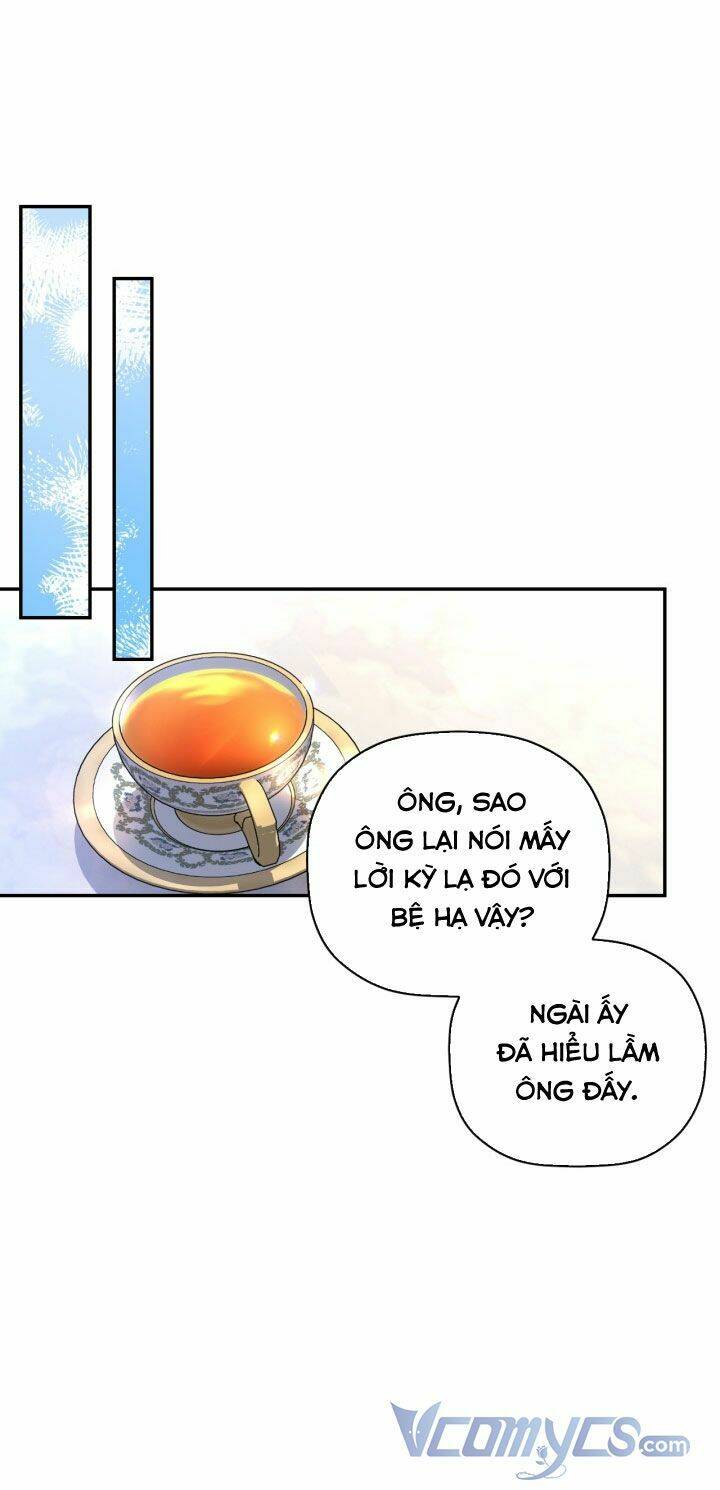 ÔNG, SAO
ÔNG LẠI NÓI MẤY
LỜI KỲ LẠ ĐÓ VỚI
BỆ HẠ VẬY?
NGÀI ẤY
ĐÃ HIỂU LẦM
ÔNG ĐẤY.
VCOMYCS.com